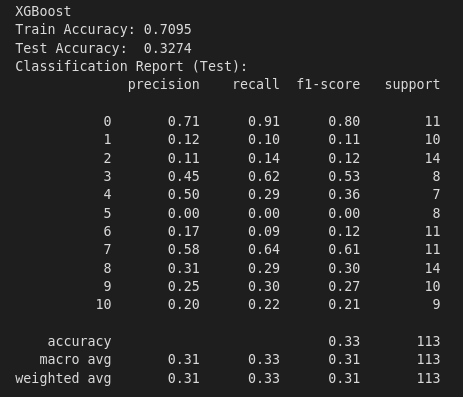 XGBoost
Train Accuracy: 0.7095
Test Accuracy:  0.3274
Classification Report (Test):
              precision    recall  f1-score   support

           0       0.71      0.91      0.80        11
           1       0.12      0.10      0.11        10
           2       0.11      0.14      0.12        14
           3       0.45      0.62      0.53         8
           4       0.50      0.29      0.36         7
           5       0.00      0.00      0.00         8
           6       0.17      0.09      0.12        11
           7       0.58      0.64      0.61        11
           8       0.31      0.29      0.30        14
           9       0.25      0.30      0.27        10
          10       0.20      0.22      0.21         9

    accuracy                           0.33       113
   macro avg       0.31      0.33      0.31       113
weighted avg       0.31      0.33      0.31       113